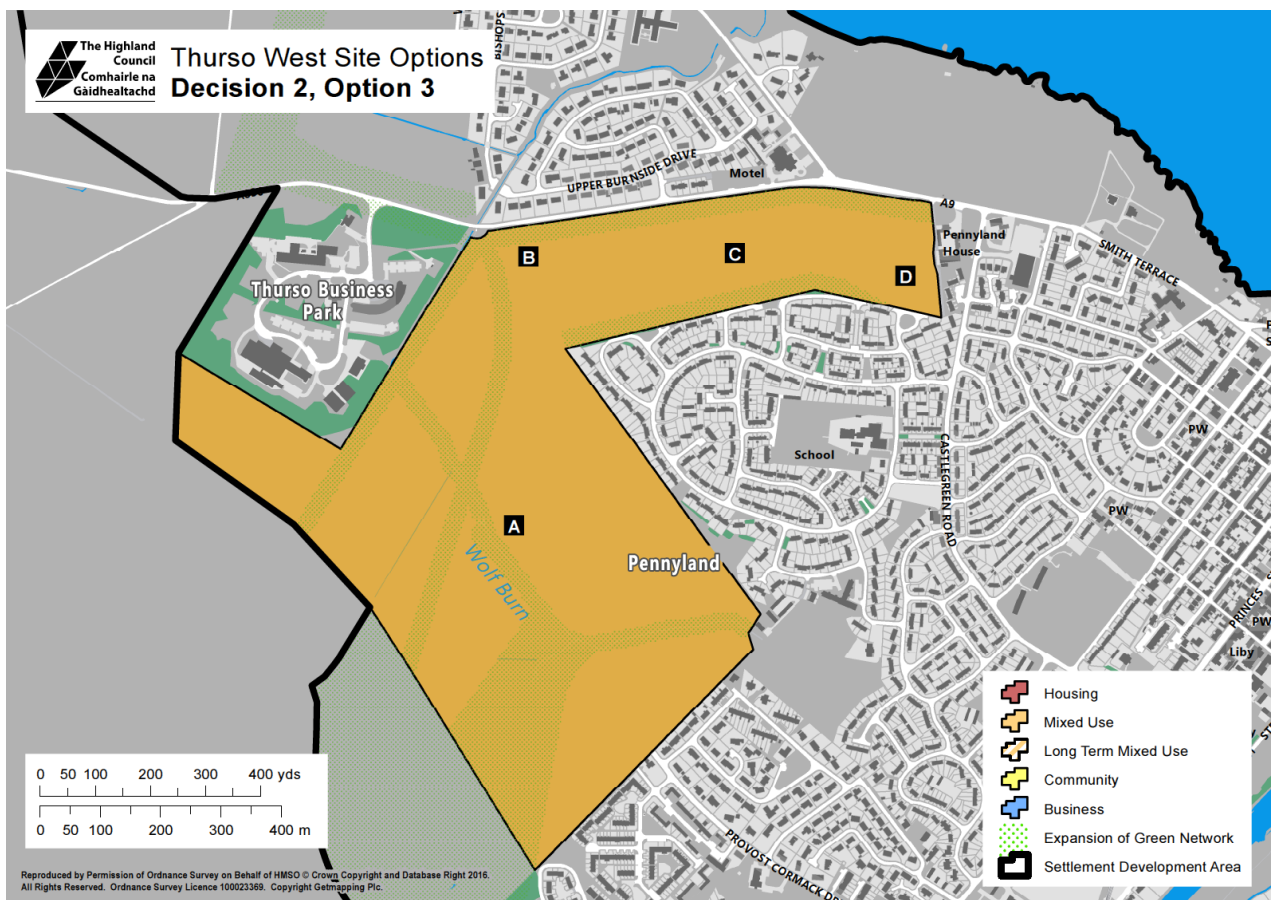 The Highland
Council
Comhairle na
Gàidhealtachd
Thurso West Site Options
Decision 2, Option 3
BISHOPS
UPPER BURNSIDE DRIVE
Motel
A9
Pennyland
House
SMITH TERRACE
Thurso Business
Park
B
C
D
A
School
CASTLEGREEN ROAD
PW
PW
Wolf Burn
Pennyland
PRINCES
PW
Liby
PROVOST CORMACK DR
Housing
Mixed Use
Long Term Mixed Use
Community
Business
Expansion of Green Network
Settlement Development Area
0 50 100 200 300 400 yds
0 50 100 200 300 400 m
Reproduced by Permission of Ordnance Survey on Behalf of HMSO © Crown Copyright and Database Right 2016.
All Rights Reserved. Ordnance Survey Licence 100023369. Copyright Getmapping Plc.